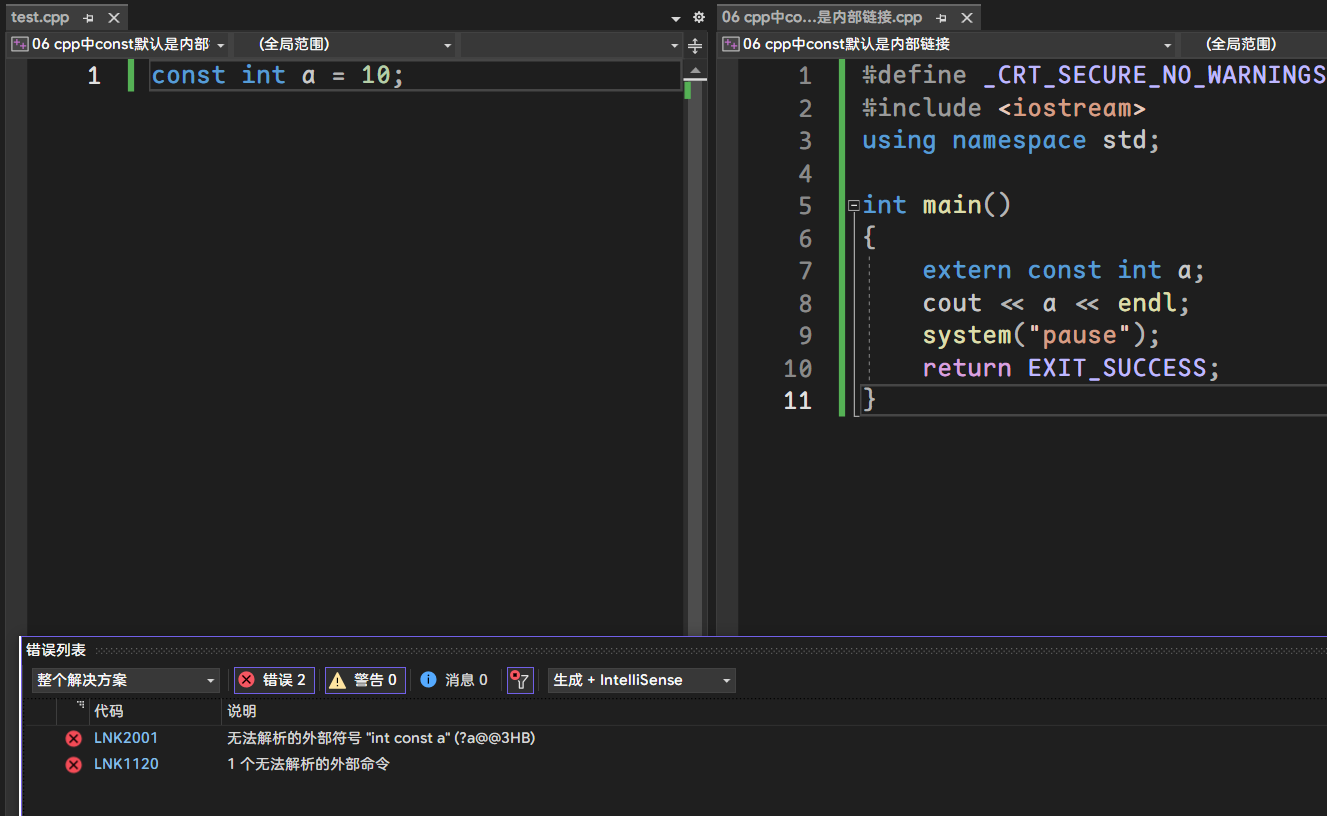 test.cpp
06 cpp中const默认是内部
(全局范围)
1 const int a = 10;
06 cpp中co...是内部链接.cpp
06 cpp中const默认是内部链接
(全局范围)
1 #define _CRT_SECURE_NO_WARNINGS
2 #include <iostream>
3 using namespace std;
4
5 int main()
6 {
7 extern const int a;
8 cout << a << endl;
9 system("pause");
10 return EXIT_SUCCESS;
11 }
错误列表
整个解决方案 错误 2 警告 0 消息 0 生成 + IntelliSense
代码 说明
LNK2001 无法解析的外部符号 "int const a" (?a@@3HB)
LNK1120 1 个无法解析的外部命令